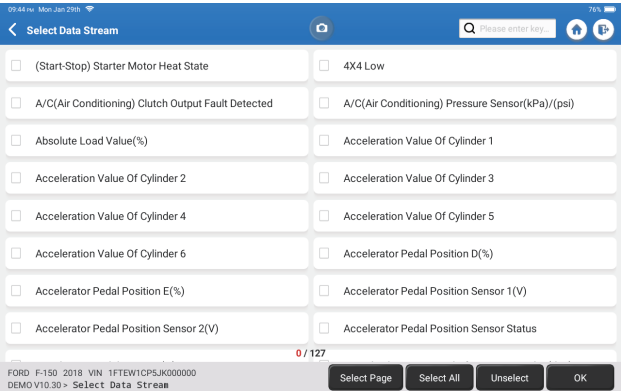 09:44 PM Mon Jan 29th
76%
Select Data Stream
Please enter key...
(Start-Stop) Starter Motor Heat State
4X4 Low
A/C(Air Conditioning) Clutch Output Fault Detected
A/C(Air Conditioning) Pressure Sensor(kPa)/(psi)
Absolute Load Value(%)
Acceleration Value Of Cylinder 1
Acceleration Value Of Cylinder 2
Acceleration Value Of Cylinder 3
Acceleration Value Of Cylinder 4
Acceleration Value Of Cylinder 5
Acceleration Value Of Cylinder 6
Accelerator Pedal Position D(%)
Accelerator Pedal Position E(%)
Accelerator Pedal Position Sensor 1(V)
Accelerator Pedal Position Sensor 2(V)
Accelerator Pedal Position Sensor Status
0 / 127
FORD F-150 2018 VIN 1FTEW1CP5JK000000
DEMO V10.30 > Select Data Stream
Select Page
Select All
Unselect
OK